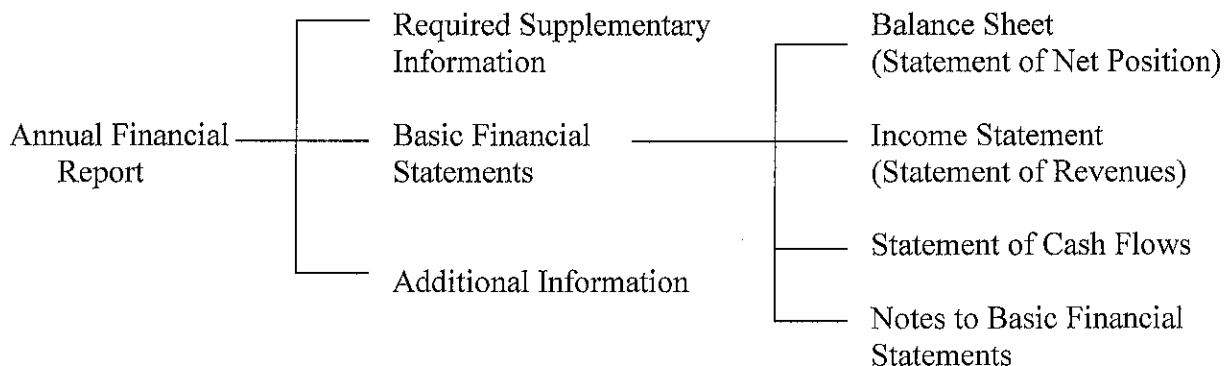 Annual Financial
Report
Required Supplementary
Information
Basic Financial
Statements
Additional Information
Balance Sheet
(Statement of Net Position)
Income Statement
(Statement of Revenues)
Statement of Cash Flows
Notes to Basic Financial
Statements